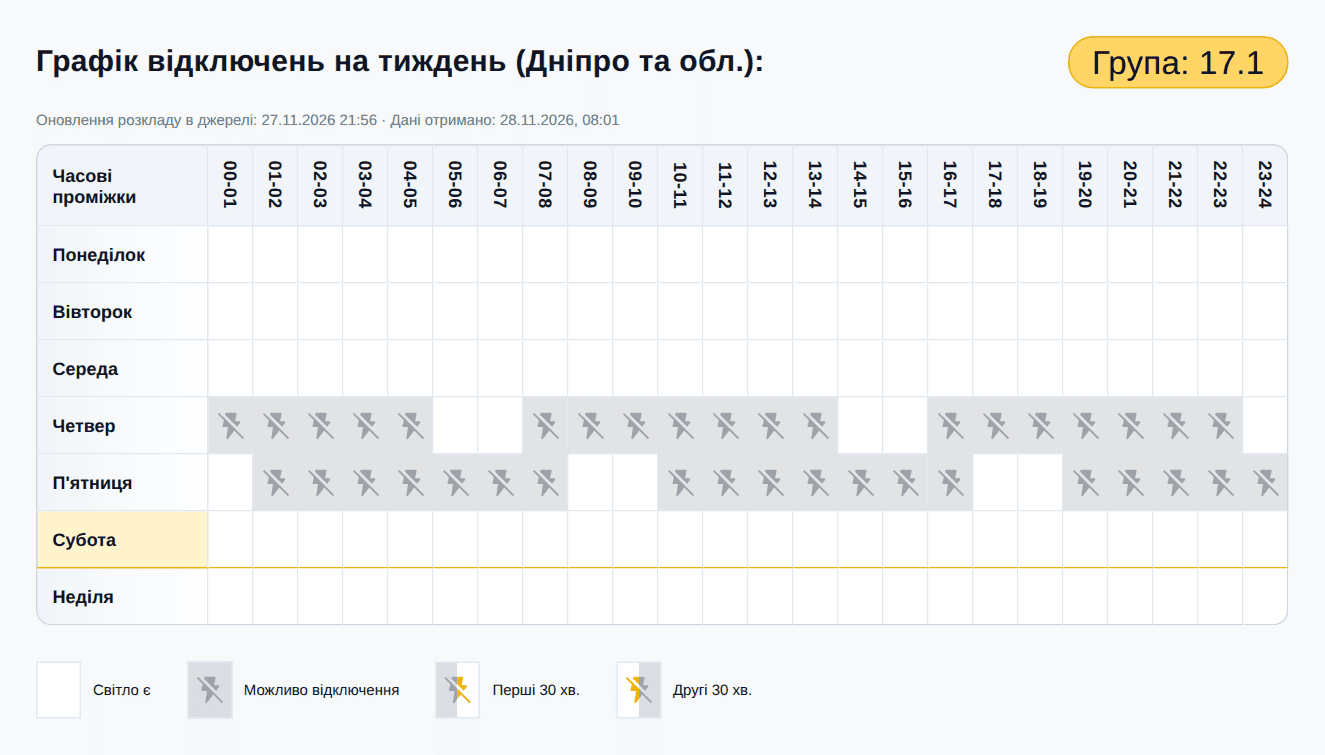 Графік відключень на тиждень (Дніпро та обл.):
Група: 17.1
Оновлення розкладу в джерелі: 27.11.2026 21:56 · Дані отримано: 28.11.2026, 08:01
Часові
проміжки
00-01 01-02 02-03 03-04 04-05 05-06 06-07 07-08 08-09 09-10 10-11 11-12 12-13 13-14 14-15 15-16 16-17 17-18 18-19 19-20 20-21 21-22 22-23 23-24
Понеділок
Вівторок
Середа
Четвер
П'ятниця
Субота
Неділя
Світло є Можливо відключення Перші 30 хв. Другі 30 хв.